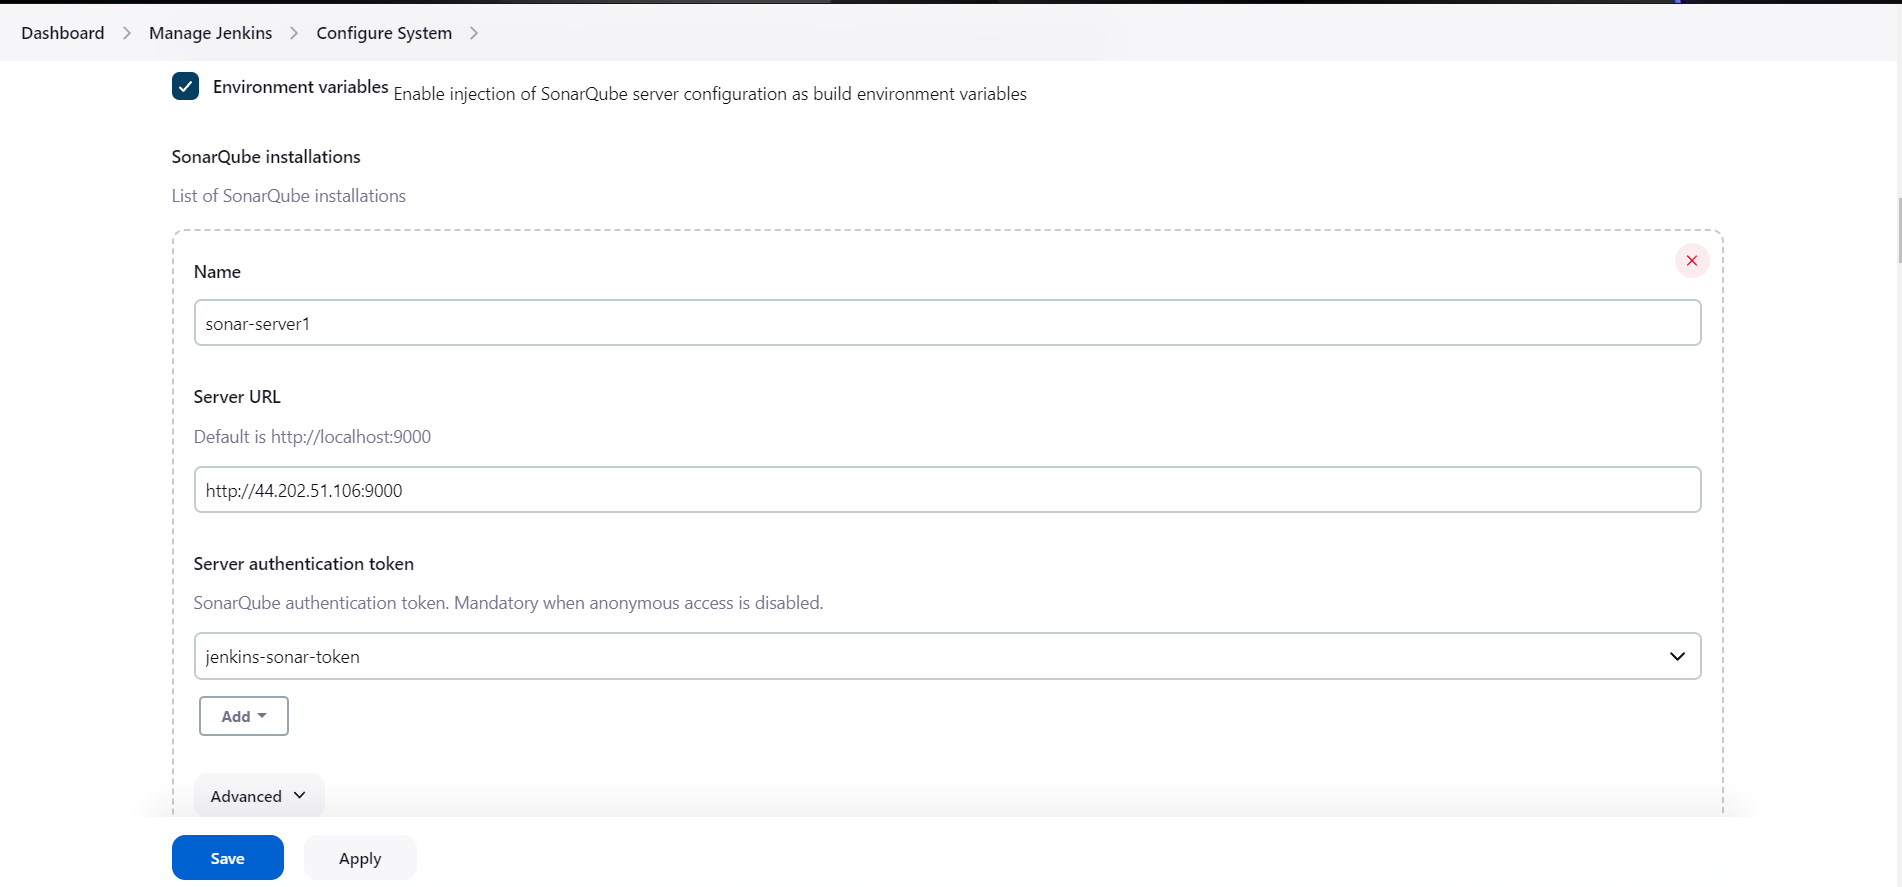 Dashboard > Manage Jenkins > Configure System >
Environment variables Enable injection of SonarQube server configuration as build environment variables
SonarQube installations
List of SonarQube installations
Name
sonar-server1
Server URL
Default is http://localhost:9000
http://44.202.51.106:9000
Server authentication token
SonarQube authentication token. Mandatory when anonymous access is disabled.
jenkins-sonar-token
Add
Advanced
Save Apply